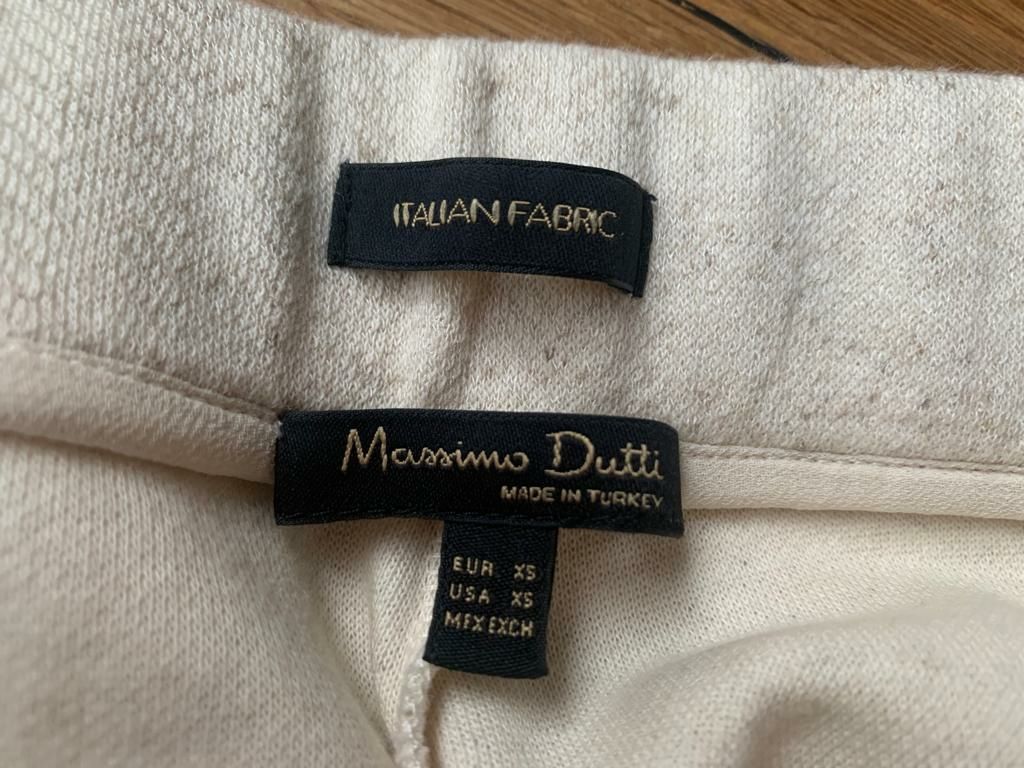 ITALIAN FABRIC
Massimo Dutti
MADE IN TURKEY
EUR XS
USA XS
MEX EXCH